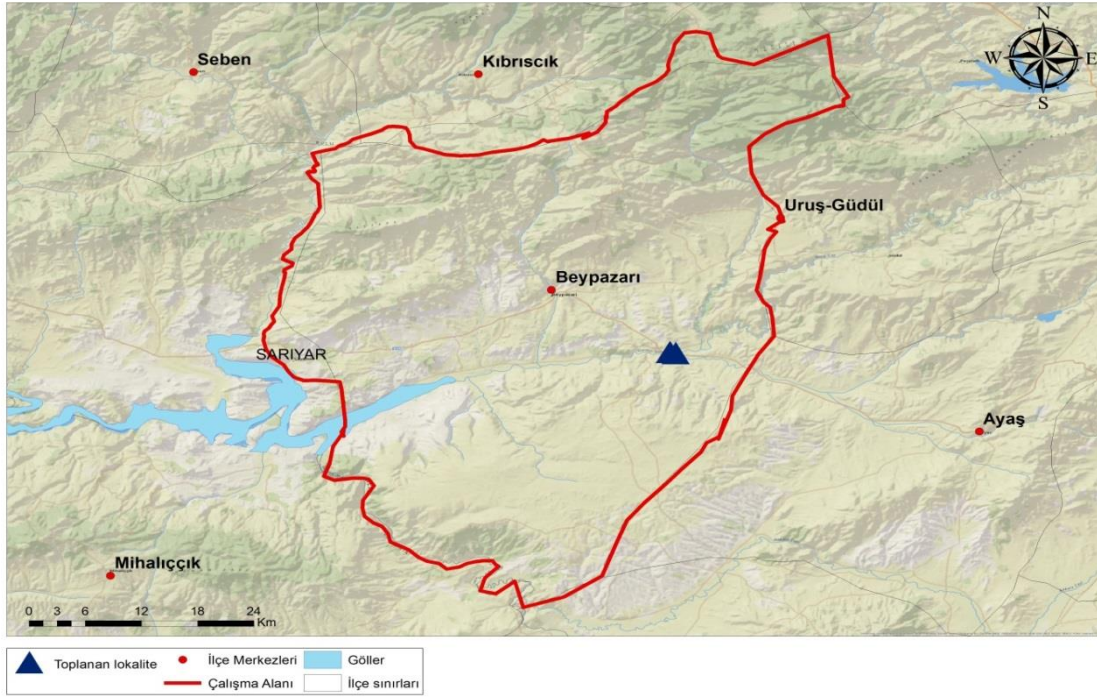 N
Seben
Kıbrıscık
W E
S
Uruş-Güdül
Beypazarı
SARIYAR
Ayaş
Mihalıççık
0 3 6 12 18 24
Km
Toplanan lokalite İlçe Merkezleri Göller
Çalışma Alanı İlçe sınırları